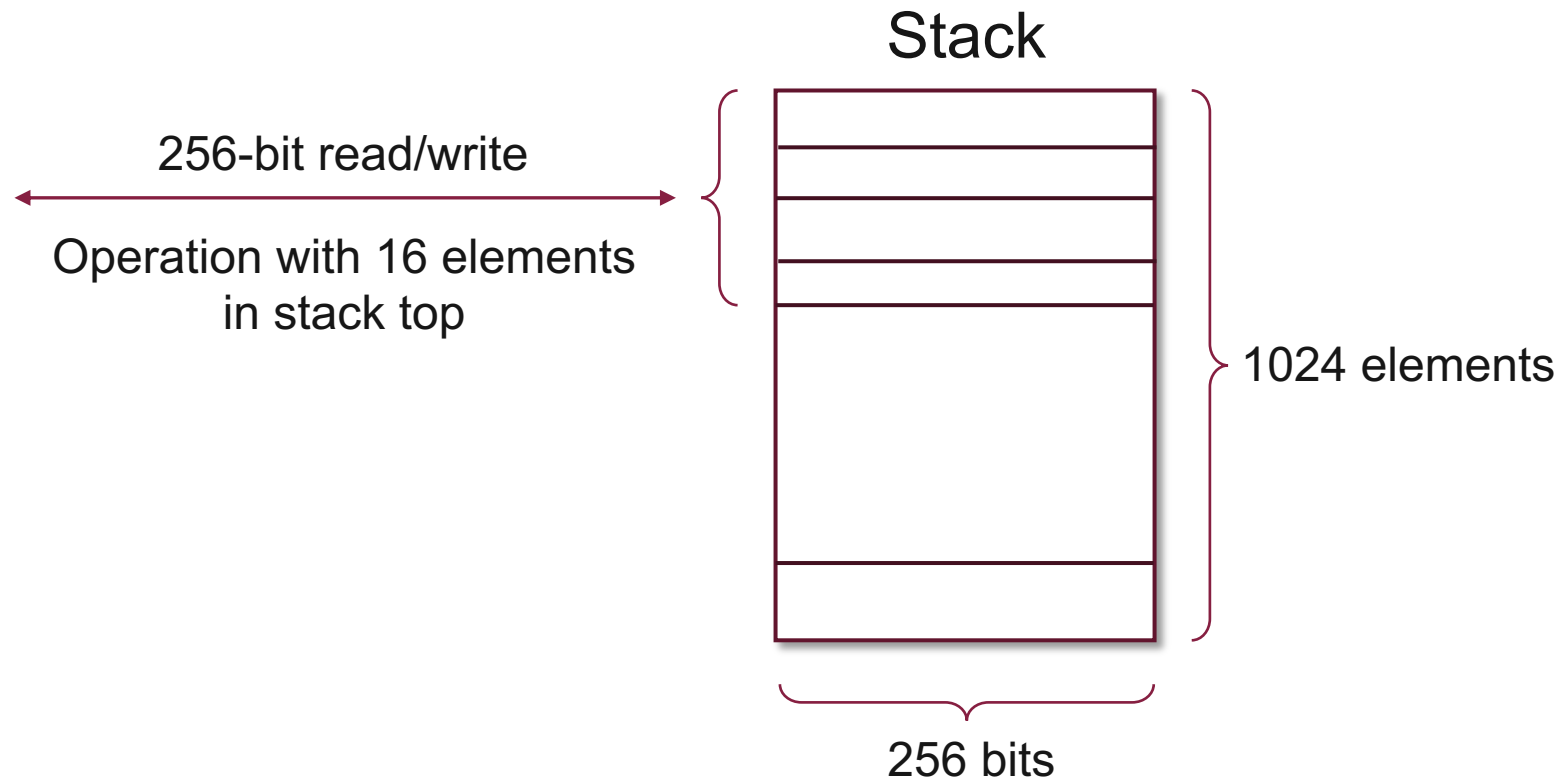 Stack
256-bit read/write
Operation with 16 elements
in stack top
1024 elements
256 bits